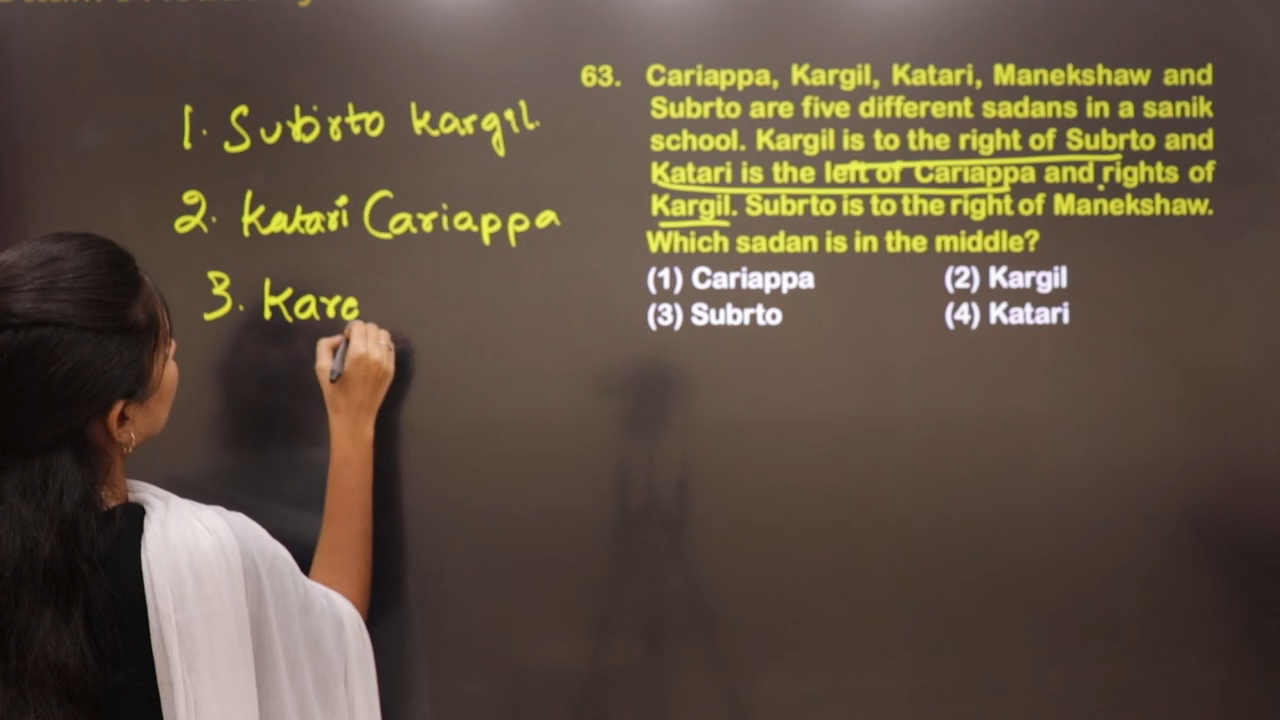 1. Subrto Kargil.
2. Katari Cariappa
3. Kare
63. Cariappa, Kargil, Katari, Manekshaw and
Subrto are five different sadans in a sanik
school. Kargil is to the right of Subrto and
Katari is the left of Cariappa and rights of
Kargil. Subrto is to the right of Manekshaw.
Which sadan is in the middle?
(1) Cariappa (2) Kargil
(3) Subrto (4) Katari